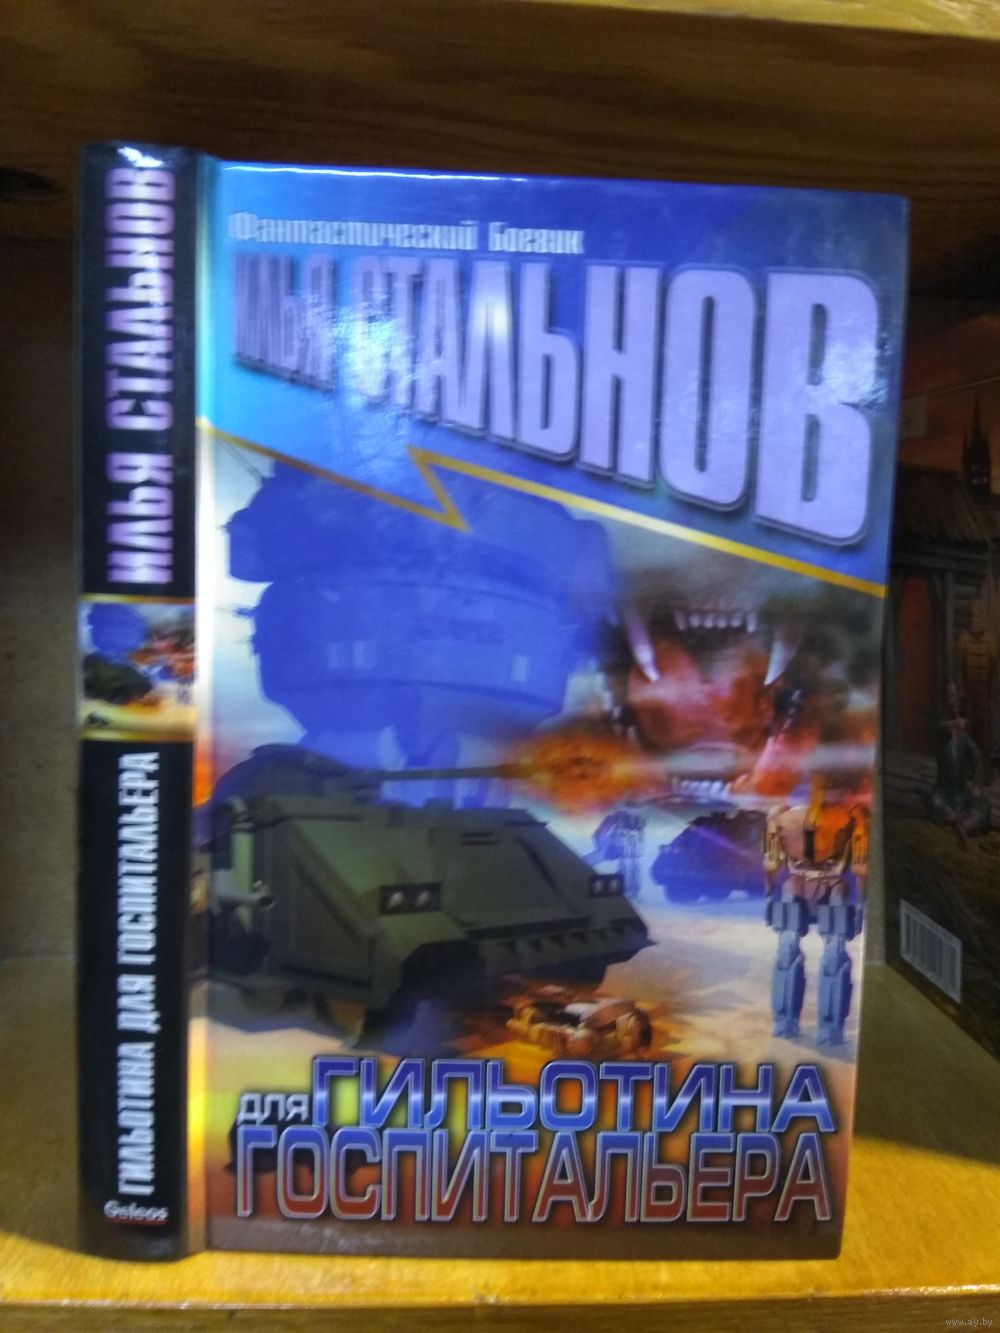 ИЛЬЯ СТАЛЬНОВ
ГИЛЬОТИНА ДЛЯ ГОСПИТАЛЬЕРА
Geleos
Фантастический Боевик
ИЛЬЯ СТАЛЬНОВ
ГИЛЬОТИНА
для
ГОСПИТАЛЬЕРА
www.ay.by